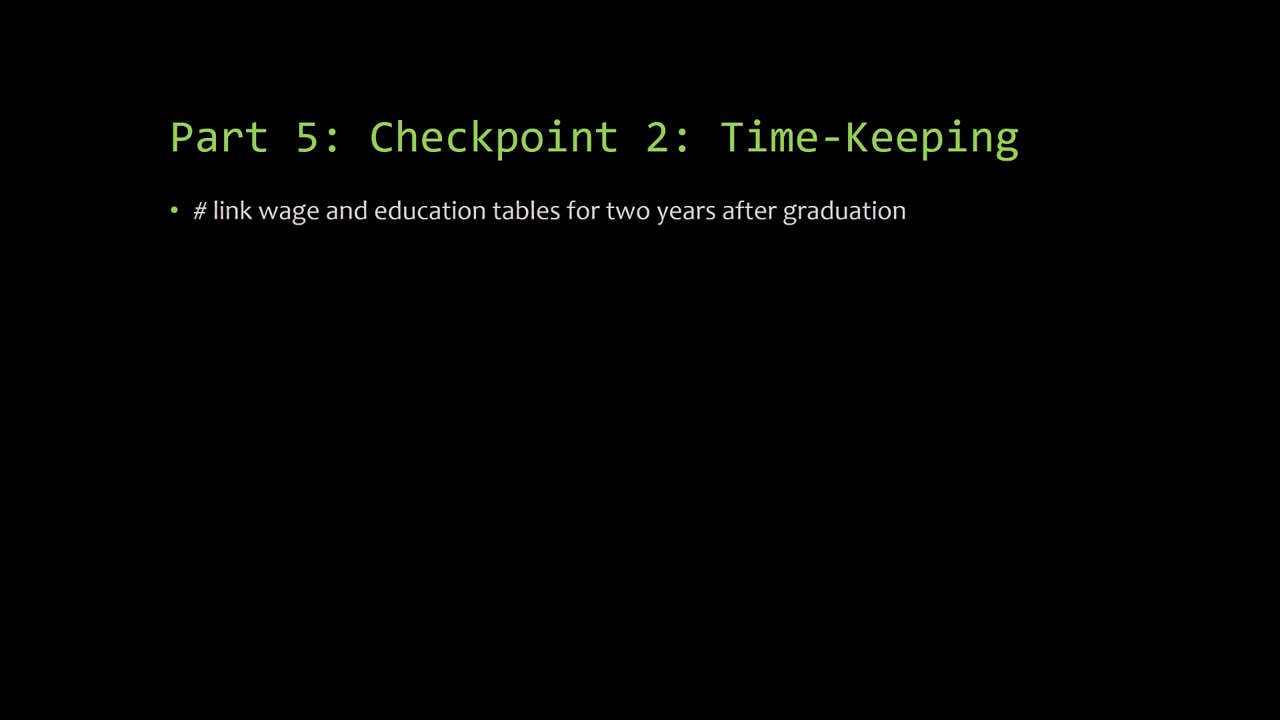 Part 5: Checkpoint 2: Time-Keeping
• # link wage and education tables for two years after graduation